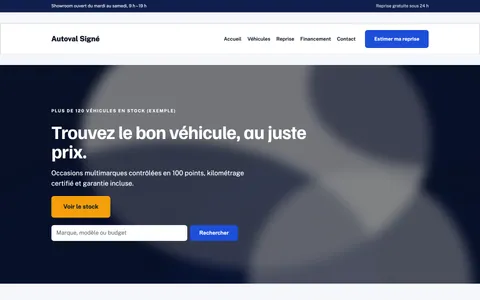 Showroom ouvert du mardi au samedi, 9 h – 19 h
Reprise gratuite sous 24 h
Autoval Signé
Accueil
Véhicules
Reprise
Financement
Contact
Estimer ma reprise
PLUS DE 120 VÉHICULES EN STOCK (EXEMPLE)
Trouvez le bon véhicule, au juste
prix.
Occasions multimarques contrôlées en 100 points, kilométrage
certifié et garantie incluse.
Voir le stock
Marque, modèle ou budget
Rechercher